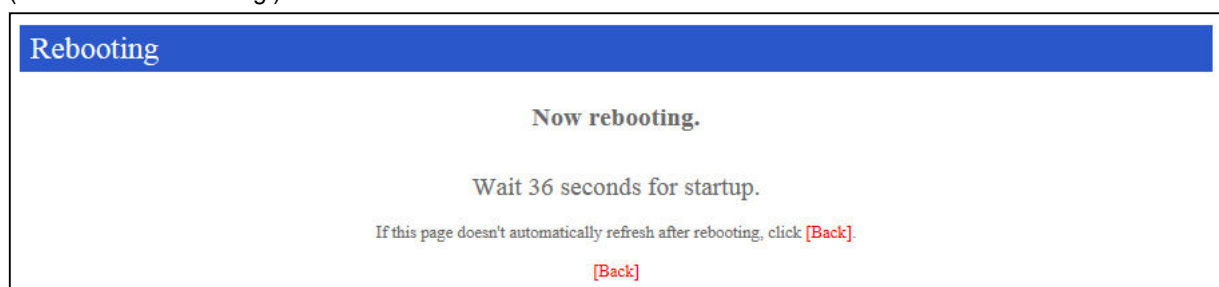 Rebooting
Now rebooting.
Wait 36 seconds for startup.
If this page doesn't automatically refresh after rebooting, click [Back].
[Back]